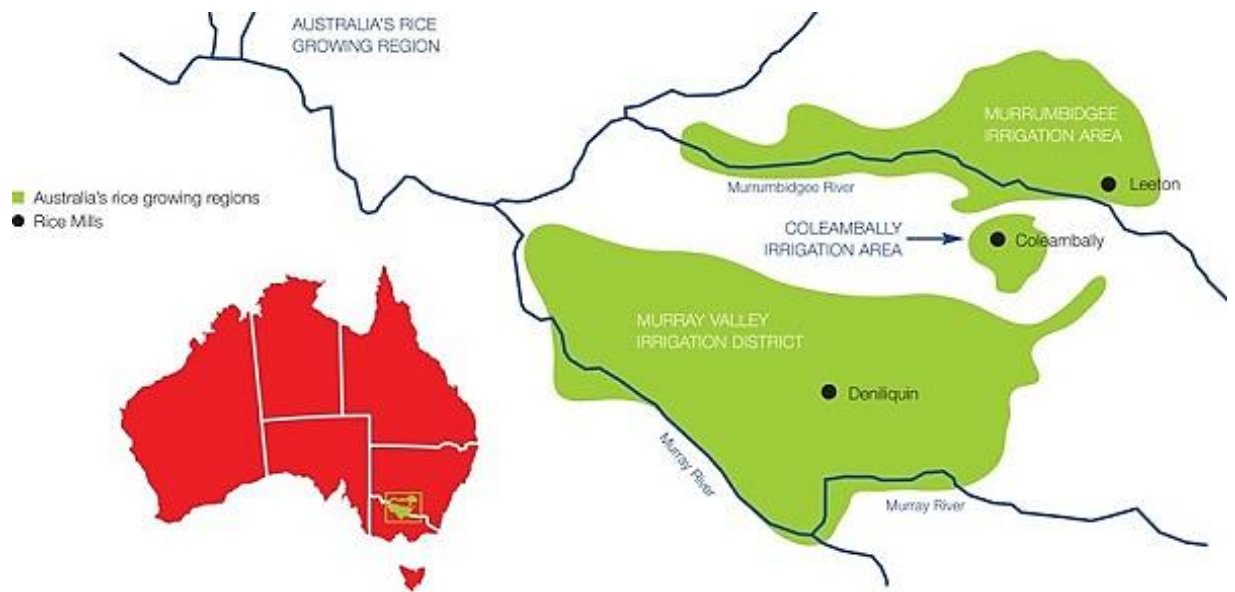 AUSTRALIA'S RICE
GROWING REGION
MURRUMBIDGEE
IRRIGATION AREA
Murrumbidgee River
Leeton
Australia's rice growing regions
Rice Mills
COLEAMBALLY
IRRIGATION AREA
Coleambally
MURRAY VALLEY
IRRIGATION DISTRICT
Deniliquin
Murray River
Murray River